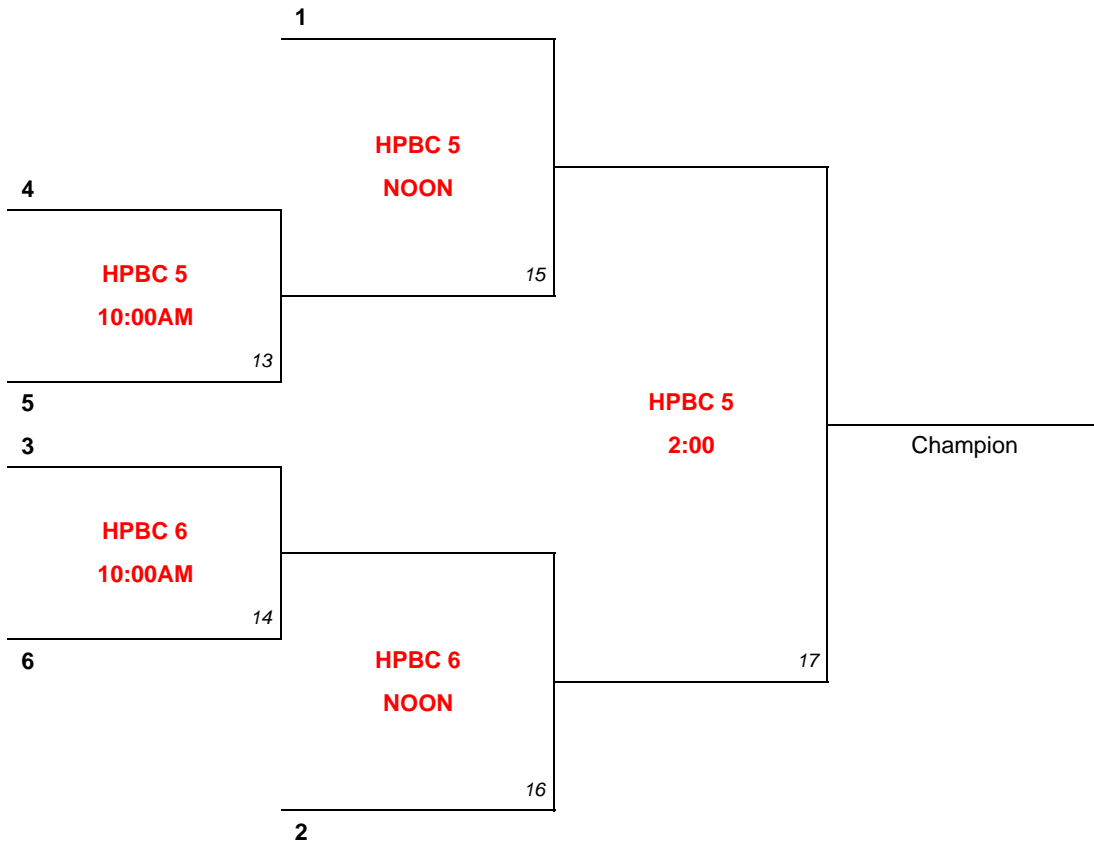 1
HPBC 5
NOON
4
HPBC 5
10:00AM
15
13
5
3
HPBC 5
2:00
Champion
HPBC 6
10:00AM
14
6
HPBC 6
NOON
17
16
2